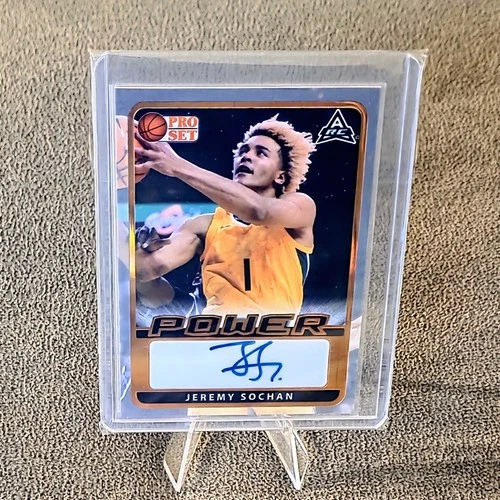 PRO
SET
A
RC
1
POWER
JEREMY SOCHAN